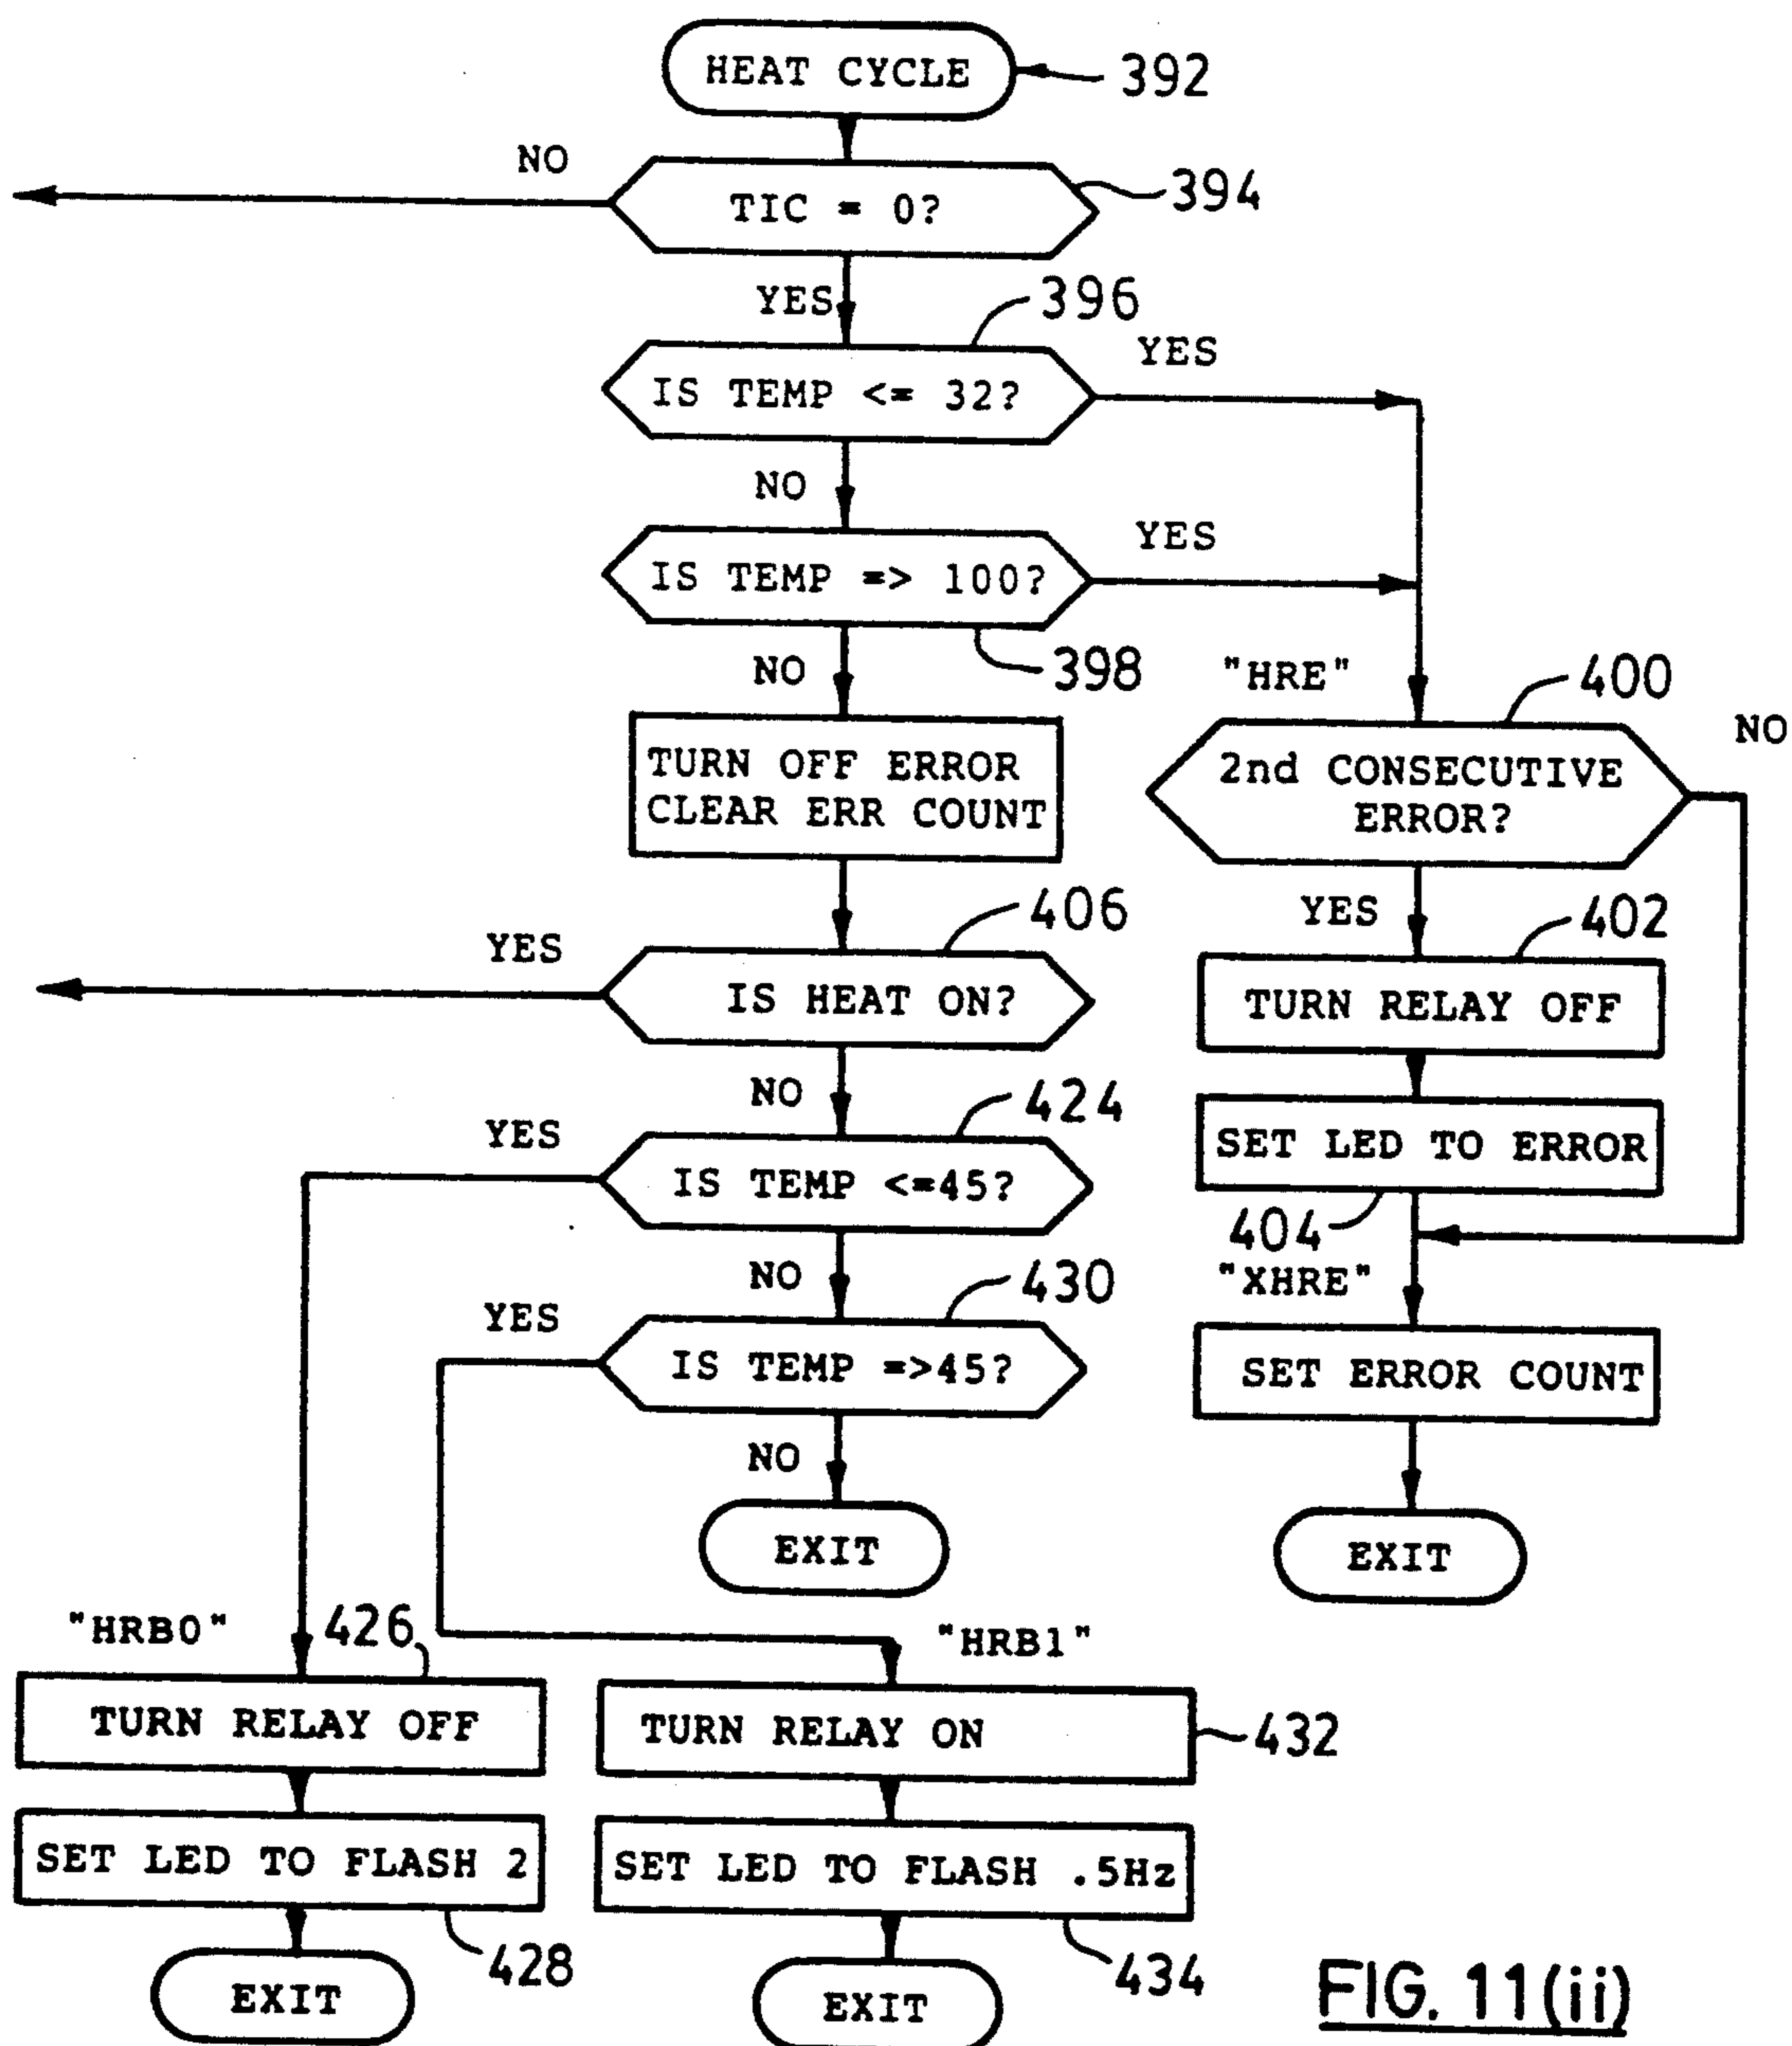 HEAT CYCLE
392
NO
TIC = 0?
394
YES
396
IS TEMP <= 32?
YES
NO
IS TEMP => 100?
YES
398
NO
"HRE"
400
TURN OFF ERROR
CLEAR ERR COUNT
2nd CONSECUTIVE
ERROR?
NO
406
YES
402
YES
IS HEAT ON?
TURN RELAY OFF
NO
424
YES
IS TEMP <=45?
SET LED TO ERROR
404
NO
430
"XHRE"
YES
IS TEMP =>45?
SET ERROR COUNT
NO
EXIT
EXIT
"HRB0"
426
"HRB1"
TURN RELAY OFF
TURN RELAY ON
432
SET LED TO FLASH 2
SET LED TO FLASH .5Hz
428
434
EXIT
EXIT
FIG. 11(ii)